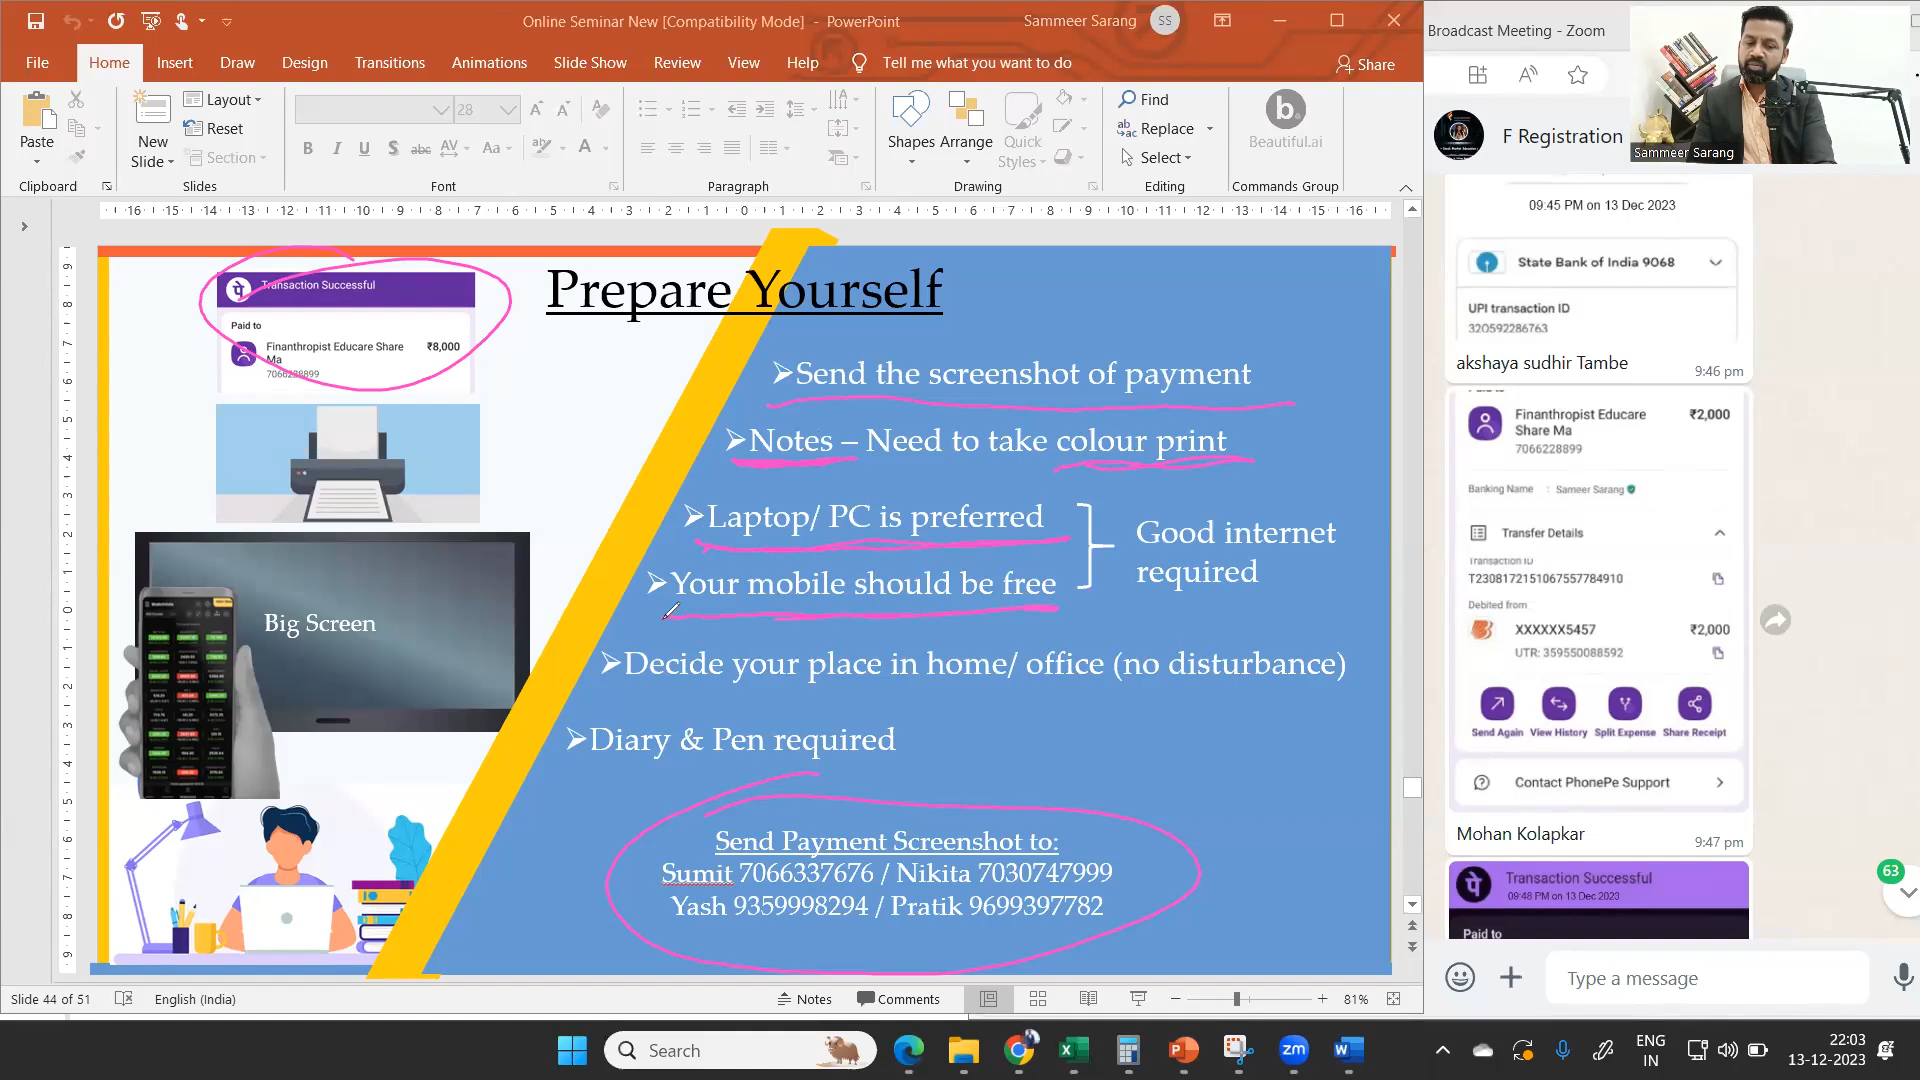 Online Seminar New [Compatibility Mode] - PowerPoint
Sammeer Sarang
SS
File
Home
Insert
Draw
Design
Transitions
Animations
Slide Show
Review
View
Help
Tell me what you want to do
Share
Paste
Clipboard
New Slide
Layout
Reset
Section
Slides
28
Font
Paragraph
Shapes
Arrange
Quick Styles
Drawing
Find
Replace
Select
Editing
Beautiful.ai
Commands Group
Transaction Successful
Paid to
Finanthropist Educare Share Ma
₹8,000
7066228899
Big Screen
Prepare Yourself
Send the screenshot of payment
Notes – Need to take colour print
Laptop/ PC is preferred
Your mobile should be free
Good internet required
Decide your place in home/ office (no disturbance)
Diary & Pen required
Send Payment Screenshot to:
Sumit 7066337676 / Nikita 7030747999
Yash 9359998294 / Pratik 9699397782
Slide 44 of 51
English (India)
Notes
Comments
81%
Broadcast Meeting - Zoom
F Registration
Sammeer Sarang
09:45 PM on 13 Dec 2023
State Bank of India 9068
UPI transaction ID
320592286763
akshaya sudhir Tambe
9:46 pm
Finanthropist Educare Share Ma
₹2,000
7066228899
Banking Name : Sameer Sarang
Transfer Details
Transaction ID
T2308172151067557784910
Debited from
XXXXXX5457
₹2,000
UTR: 359550088592
Send Again
View History
Split Expense
Share Receipt
Contact PhonePe Support
Mohan Kolapkar
9:47 pm
Transaction Successful
09:48 PM on 13 Dec 2023
Paid to
63
Type a message
Search
ENG
IN
22:03
13-12-2023